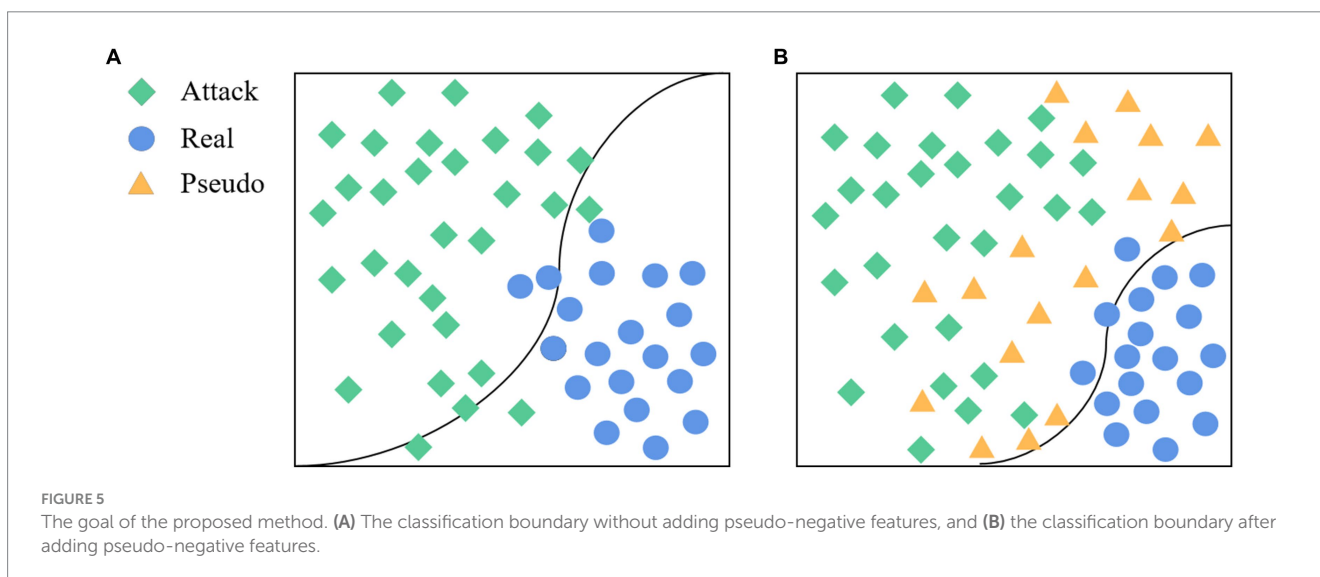 A
B
Attack
Real
Pseudo
FIGURE 5
The goal of the proposed method. (A) The classification boundary without adding pseudo-negative features, and (B) the classification boundary after
adding pseudo-negative features.